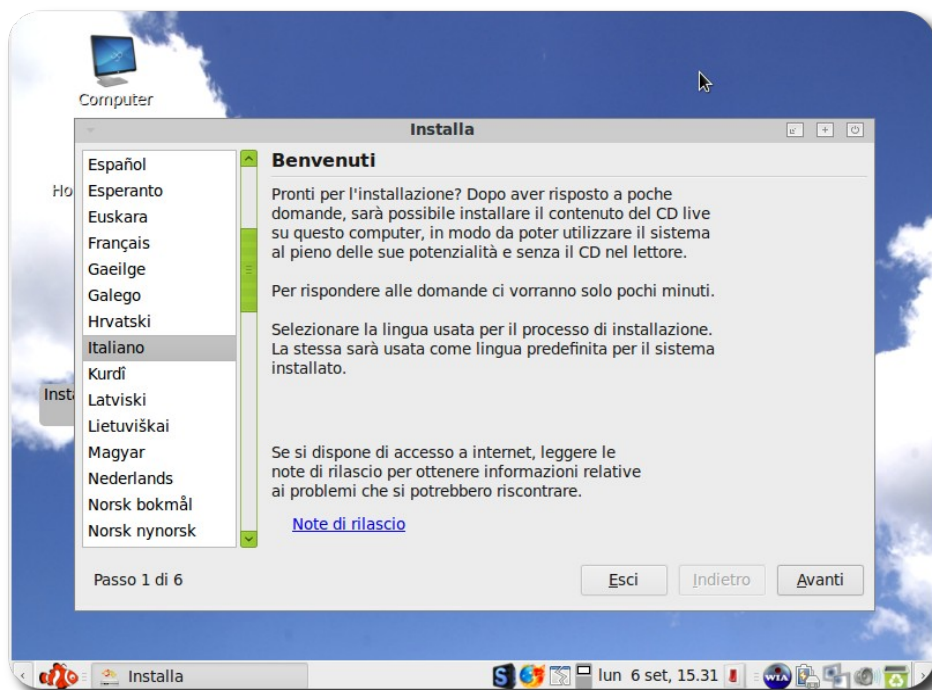 Computer
Installa
Ho
Inst
Español
Esperanto
Euskara
Français
Gaeilge
Galego
Hrvatski
Italiano
Kurdî
Latviski
Lietuviškai
Magyar
Nederlands
Norsk bokmål
Norsk nynorsk
Benvenuti
Pronti per l'installazione? Dopo aver risposto a poche
domande, sarà possibile installare il contenuto del CD live
su questo computer, in modo da poter utilizzare il sistema
al pieno delle sue potenzialità e senza il CD nel lettore.
Per rispondere alle domande ci vorranno solo pochi minuti.
Selezionare la lingua usata per il processo di installazione.
La stessa sarà usata come lingua predefinita per il sistema
installato.
Se si dispone di accesso a internet, leggere le
note di rilascio per ottenere informazioni relative
ai problemi che si potrebbero riscontrare.
Note di rilascio
Passo 1 di 6
Esci
Indietro
Avanti
Installa
S
lun 6 set, 15.31
WIA